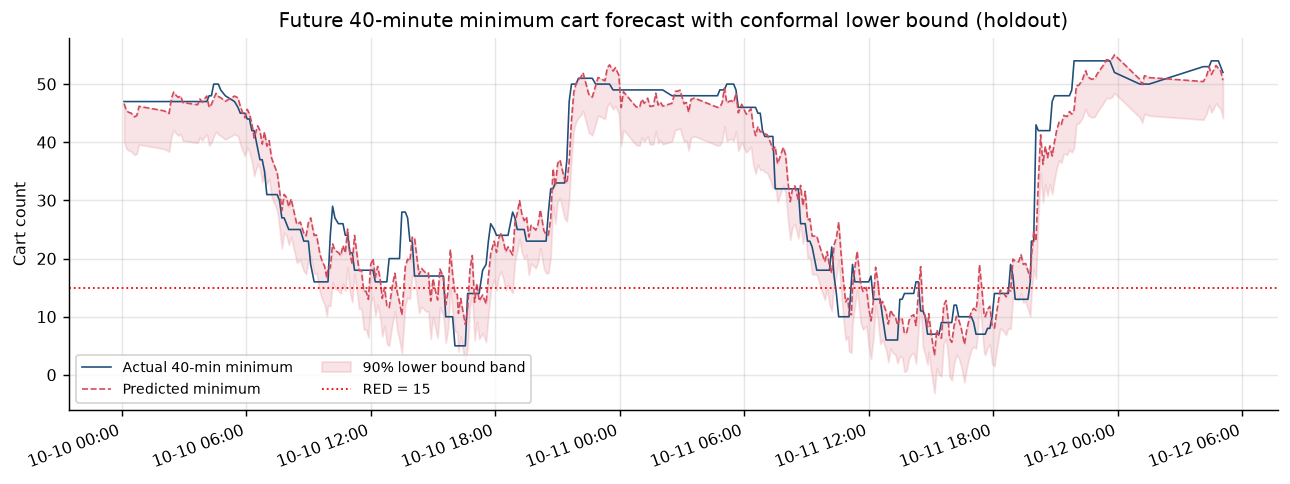 Future 40-minute minimum cart forecast with conformal lower bound (holdout)
Cart count
50
40
30
20
10
0
Actual 40-min minimum
Predicted minimum
90% lower bound band
RED = 15
10-10 00:00
10-10 06:00
10-10 12:00
10-10 18:00
10-11 00:00
10-11 06:00
10-11 12:00
10-11 18:00
10-12 00:00
10-12 06:00